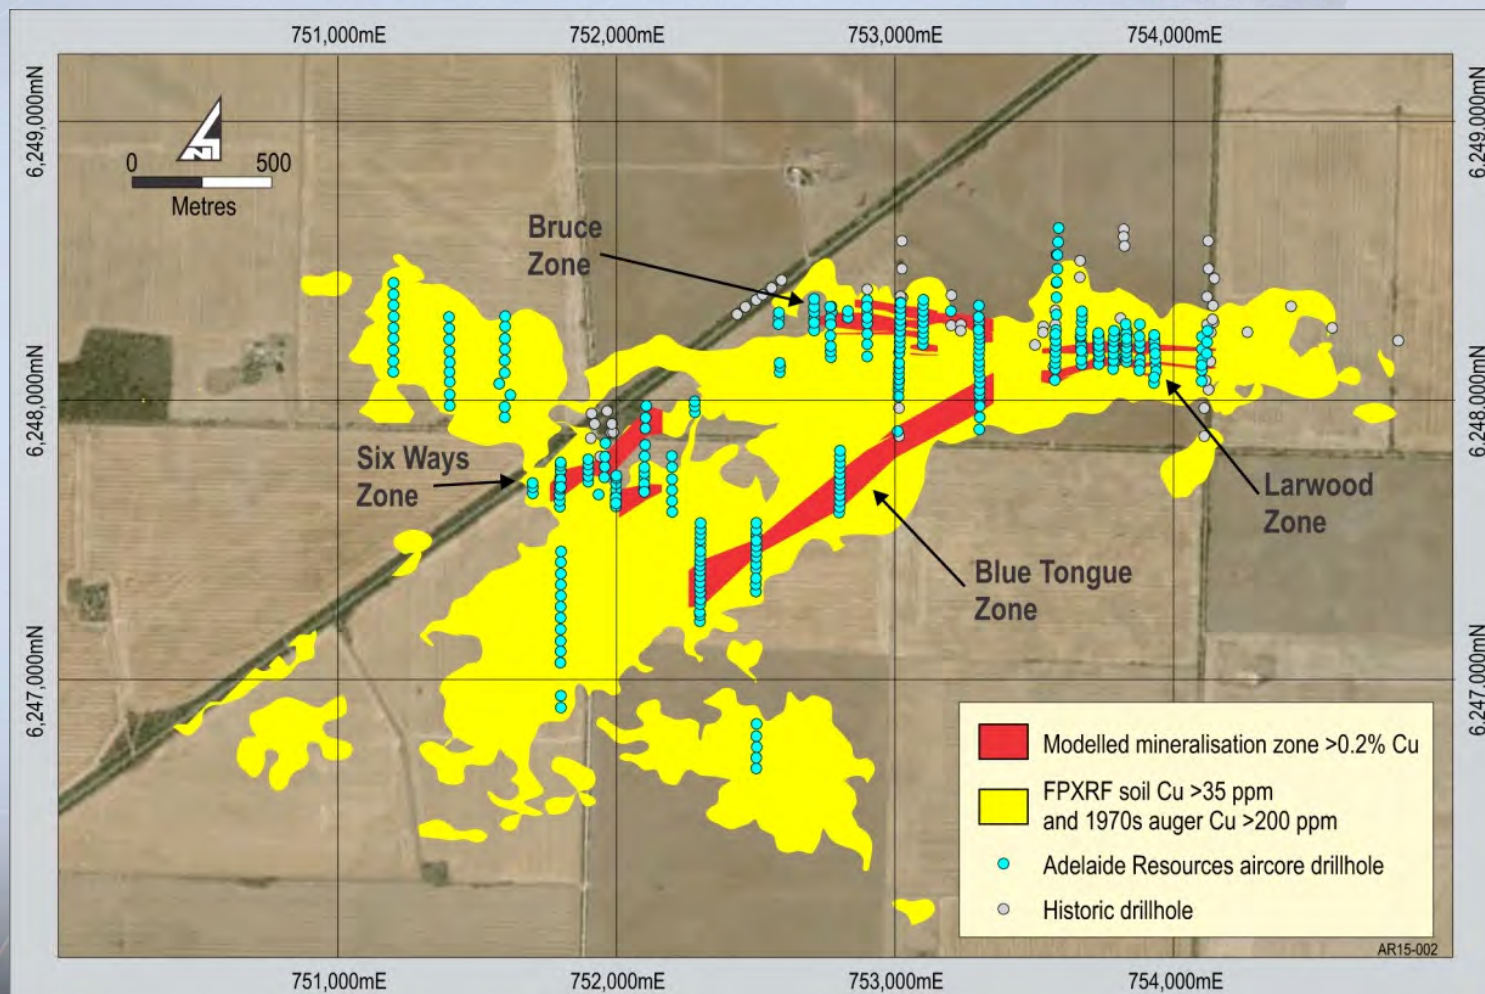 751,000mE
752,000mE
753,000mE
754,000mE
6,249,000mN
6,249,000mN
N
0
500
Metres
Bruce
Zone
6,248,000mN
6,248,000mN
Six Ways
Zone
Larwood
Zone
Blue Tongue
Zone
6,247,000mN
6,247,000mN
Modelled mineralisation zone >0.2% Cu
FPXRF soil Cu >35 ppm
and 1970s auger Cu >200 ppm
Adelaide Resources aircore drillhole
Historic drillhole
AR15-002
751,000mE
752,000mE
753,000mE
754,000mE